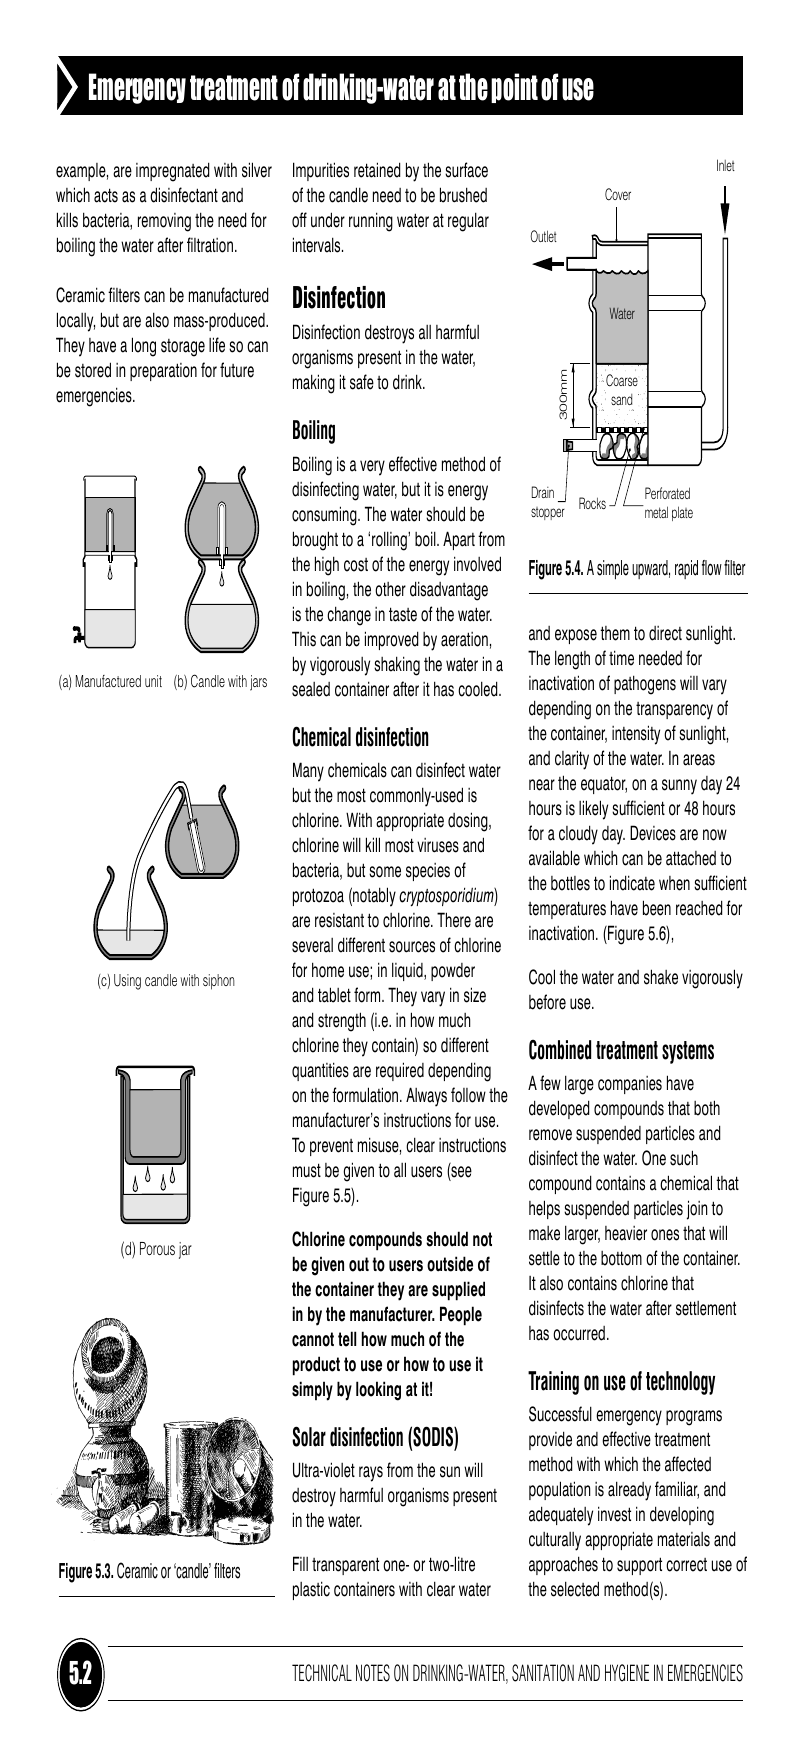 Emergency treatment of drinking-water at the point of use
example, are impregnated with silver
which acts as a disinfectant and
kills bacteria, removing the need for
boiling the water after filtration.
Ceramic filters can be manufactured
locally, but are also mass-produced.
They have a long storage life so can
be stored in preparation for future
emergencies.
(a) Manufactured unit
(b) Candle with jars
(c) Using candle with siphon
(d) Porous jar
Figure 5.3. Ceramic or ‘candle’ filters
Impurities retained by the surface
of the candle need to be brushed
off under running water at regular
intervals.
Disinfection
Disinfection destroys all harmful
organisms present in the water,
making it safe to drink.
Boiling
Boiling is a very effective method of
disinfecting water, but it is energy
consuming. The water should be
brought to a ‘rolling’ boil. Apart from
the high cost of the energy involved
in boiling, the other disadvantage
is the change in taste of the water.
This can be improved by aeration,
by vigorously shaking the water in a
sealed container after it has cooled.
Chemical disinfection
Many chemicals can disinfect water
but the most commonly-used is
chlorine. With appropriate dosing,
chlorine will kill most viruses and
bacteria, but some species of
protozoa (notably cryptosporidium)
are resistant to chlorine. There are
several different sources of chlorine
for home use; in liquid, powder
and tablet form. They vary in size
and strength (i.e. in how much
chlorine they contain) so different
quantities are required depending
on the formulation. Always follow the
manufacturer’s instructions for use.
To prevent misuse, clear instructions
must be given to all users (see
Figure 5.5).
Chlorine compounds should not
be given out to users outside of
the container they are supplied
in by the manufacturer. People
cannot tell how much of the
product to use or how to use it
simply by looking at it!
Solar disinfection (SODIS)
Ultra-violet rays from the sun will
destroy harmful organisms present
in the water.
Fill transparent one- or two-litre
plastic containers with clear water
Inlet
Cover
Outlet
Water
Coarse
sand
300mm
Drain
stopper
Rocks
Perforated
metal plate
Figure 5.4. A simple upward, rapid flow filter
and expose them to direct sunlight.
The length of time needed for
inactivation of pathogens will vary
depending on the transparency of
the container, intensity of sunlight,
and clarity of the water. In areas
near the equator, on a sunny day 24
hours is likely sufficient or 48 hours
for a cloudy day. Devices are now
available which can be attached to
the bottles to indicate when sufficient
temperatures have been reached for
inactivation. (Figure 5.6),
Cool the water and shake vigorously
before use.
Combined treatment systems
A few large companies have
developed compounds that both
remove suspended particles and
disinfect the water. One such
compound contains a chemical that
helps suspended particles join to
make larger, heavier ones that will
settle to the bottom of the container.
It also contains chlorine that
disinfects the water after settlement
has occurred.
Training on use of technology
Successful emergency programs
provide and effective treatment
method with which the affected
population is already familiar, and
adequately invest in developing
culturally appropriate materials and
approaches to support correct use of
the selected method(s).
5.2
TECHNICAL NOTES ON DRINKING-WATER, SANITATION AND HYGIENE IN EMERGENCIES